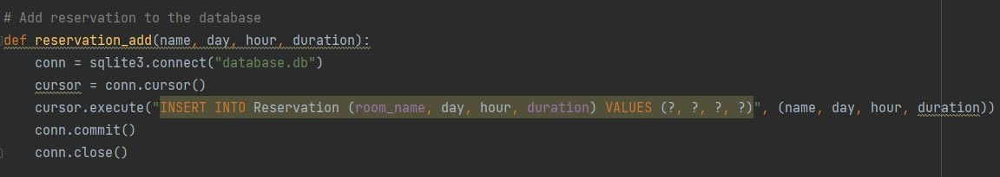 # Add reservation to the database
def reservation_add(name, day, hour, duration):
    conn = sqlite3.connect("database.db")
    cursor = conn.cursor()
    cursor.execute("INSERT INTO Reservation (room_name, day, hour, duration) VALUES (?, ?, ?, ?)", (name, day, hour, duration))
    conn.commit()
    conn.close()